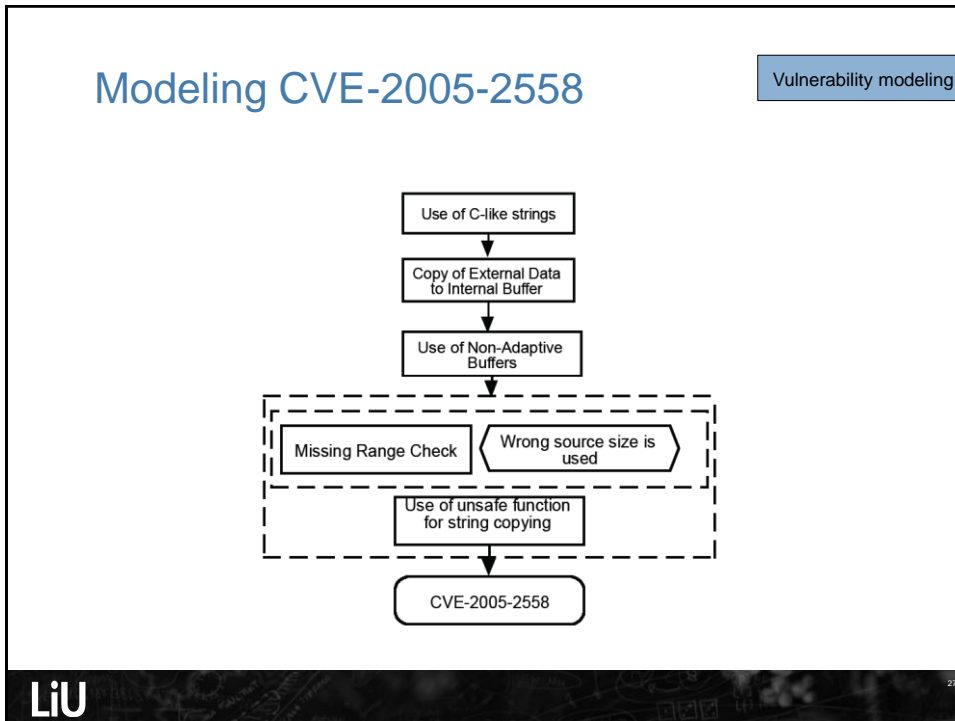 Modeling CVE-2005-2558
Vulnerability modeling
Use of C-like strings
Copy of External Data
to Internal Buffer
Use of Non-Adaptive
Buffers
Missing Range Check
Wrong source size is
used
Use of unsafe function
for string copying
CVE-2005-2558
LiU
27